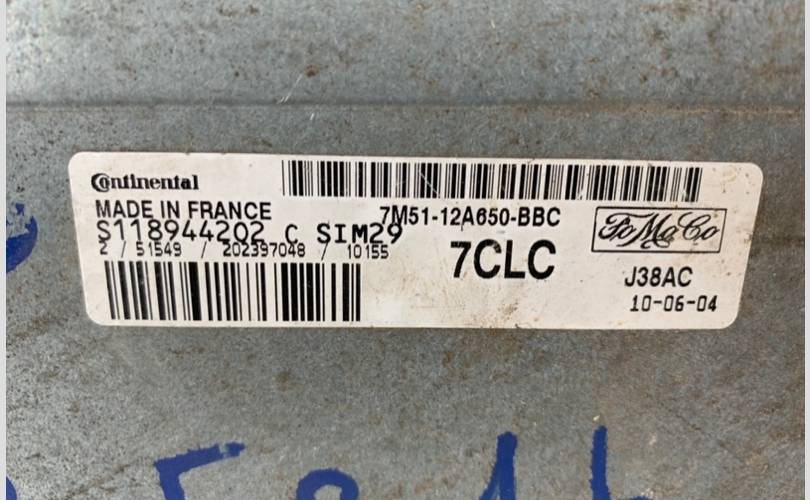 Continental
MADE IN FRANCE
7M51-12A650-BBC
FoMoCo
S118944202 C SIM29
2 / 51549 / 202397048 / 10155
7CLC
J38AC
10-06-04